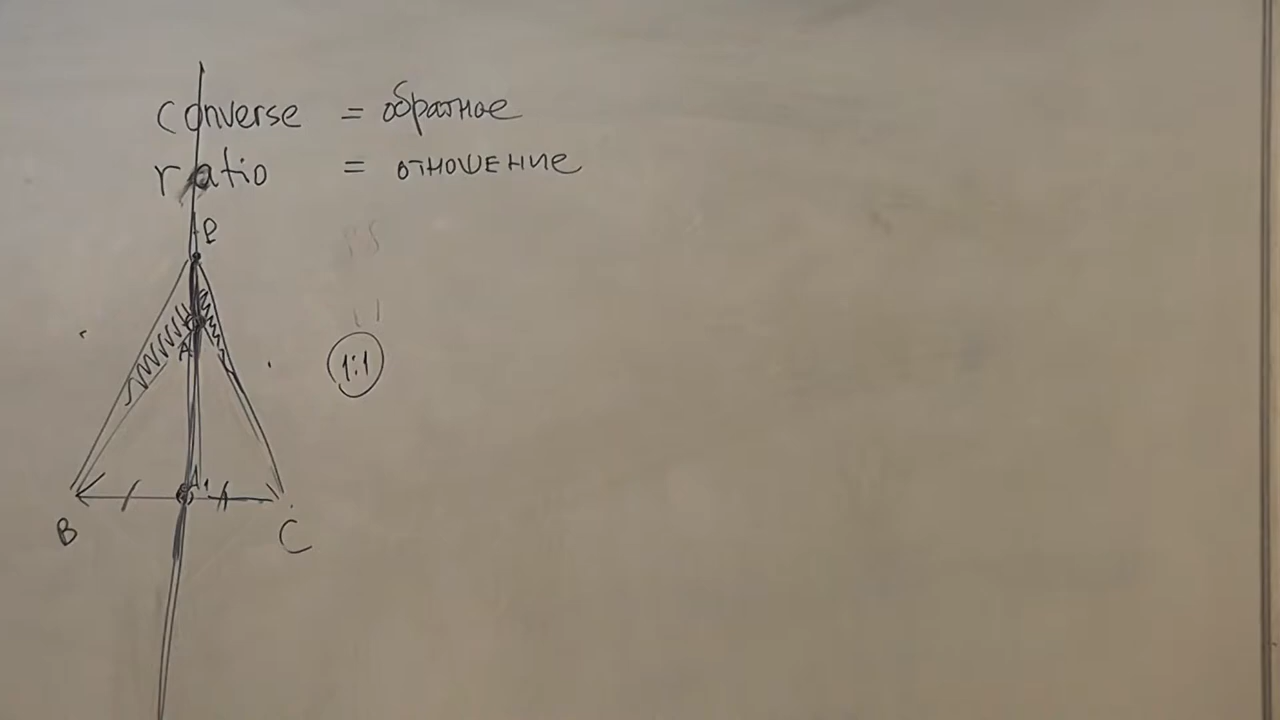 converse = обратное
ratio = отношение
P
A
1:1
A'
B
C